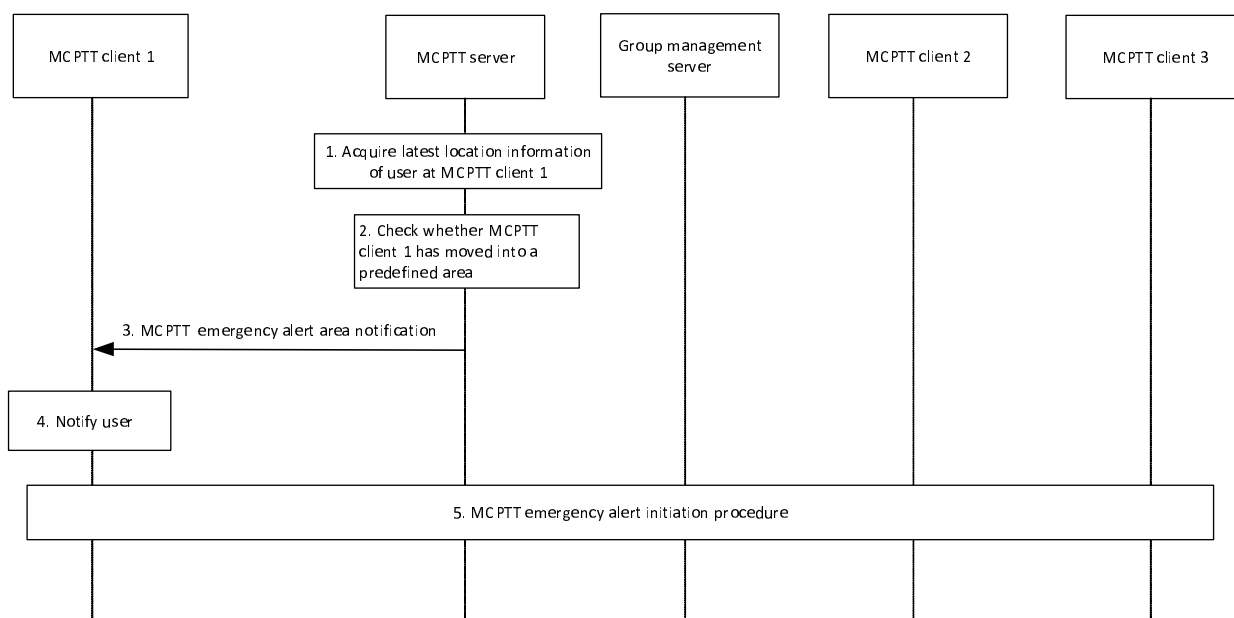 MCPTT client 1
MCPTT server
Group management
server
MCPTT client 2
MCPTT client 3
1. Acquire latest location information
of user at MCPTT client 1
2. Check whether MCPTT
client 1 has moved into a
predefined area
3. MCPTT emergency alert area notification
4. Notify user
5. MCPTT emergency alert initiation procedure